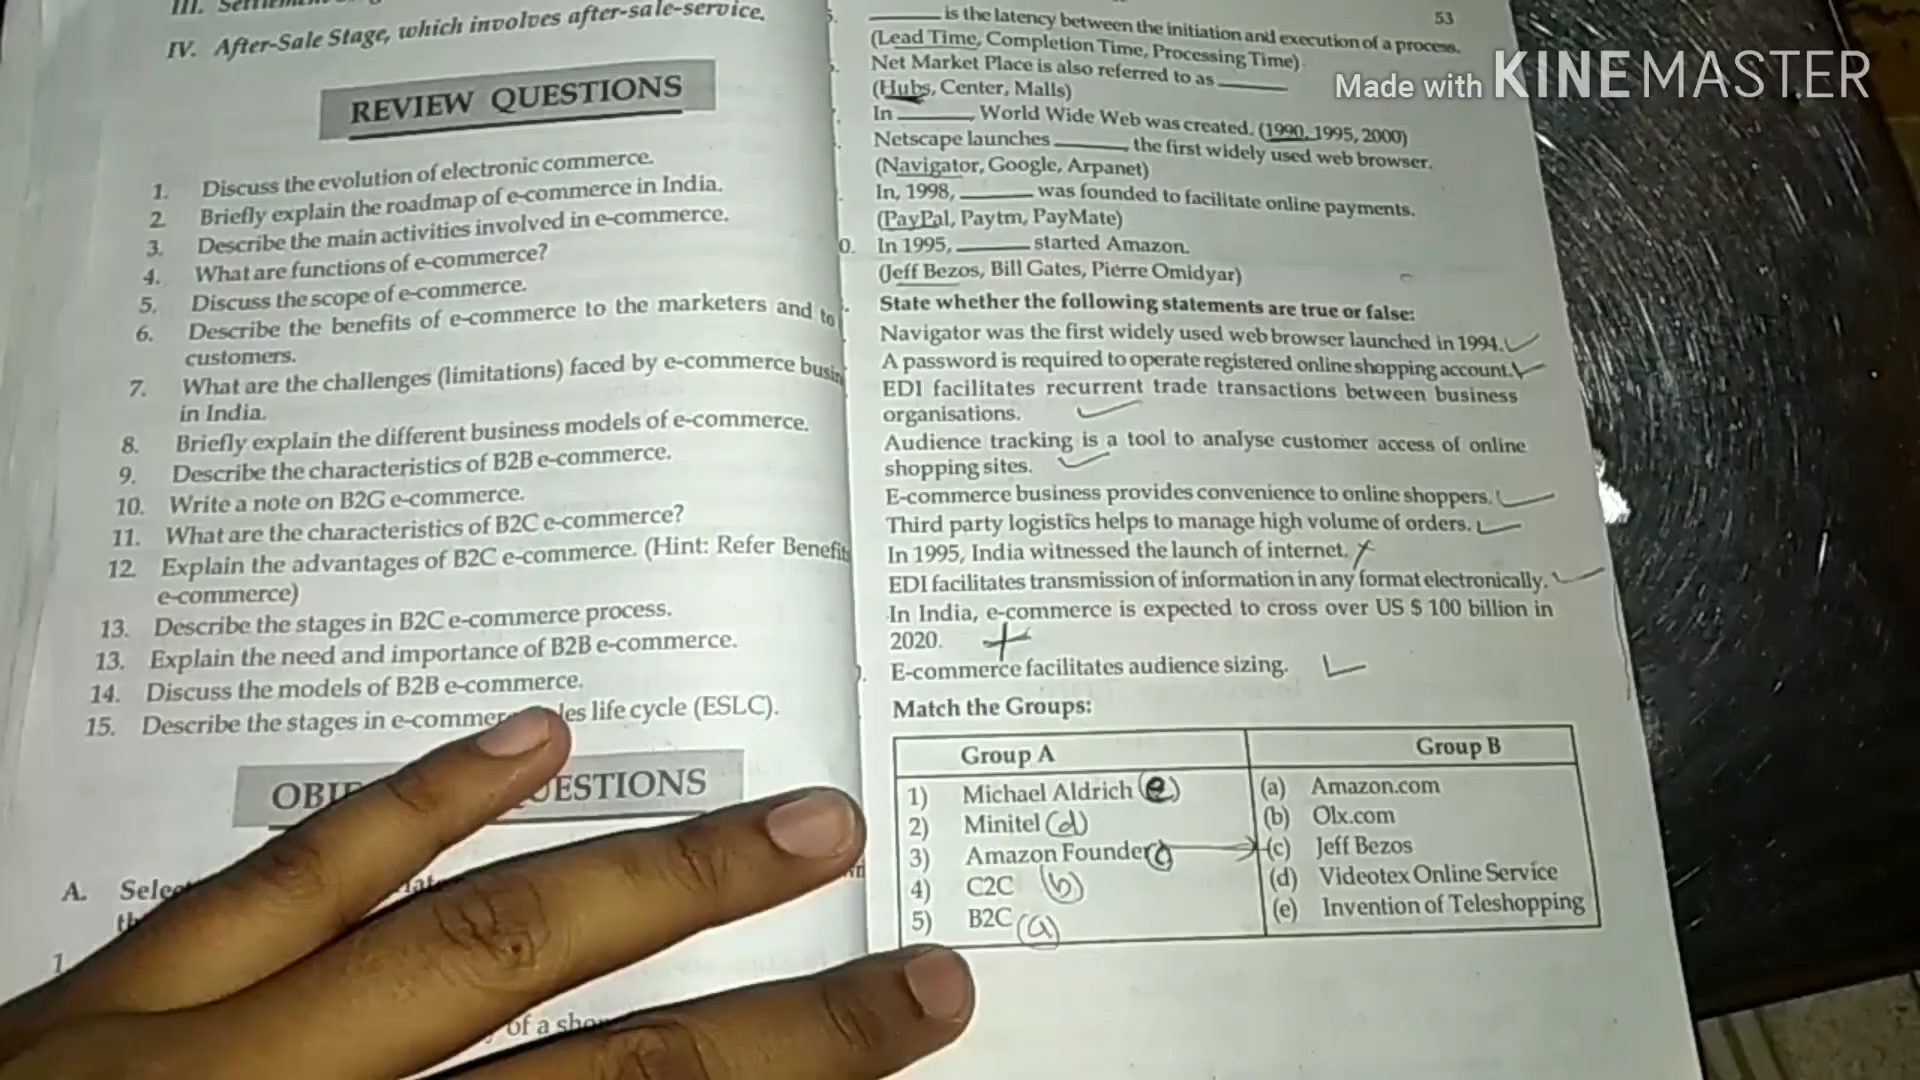 IV. After-Sale Stage, which involves after-sale-service.
REVIEW QUESTIONS
1. Discuss the evolution of electronic commerce.
2. Briefly explain the roadmap of e-commerce in India.
3. Describe the main activities involved in e-commerce.
4. What are functions of e-commerce?
5. Discuss the scope of e-commerce.
6. Describe the benefits of e-commerce to the marketers and to
customers.
7. What are the challenges (limitations) faced by e-commerce busin
in India.
8. Briefly explain the different business models of e-commerce.
9. Describe the characteristics of B2B e-commerce.
10. Write a note on B2G e-commerce.
11. What are the characteristics of B2C e-commerce?
12. Explain the advantages of B2C e-commerce. (Hint: Refer Benefits
e-commerce)
13. Describe the stages in B2C e-commerce process.
13. Explain the need and importance of B2B e-commerce.
14. Discuss the models of B2B e-commerce.
15. Describe the stages in e-commer les life cycle (ESLC).
OBJE UESTIONS
A. Selec
1.
of a sho
53
5. ______ is the latency between the initiation and execution of a process.
(Lead Time, Completion Time, Processing Time)
Net Market Place is also referred to as ______
(Hubs, Center, Malls)
In ______, World Wide Web was created. (1990, 1995, 2000)
Netscape launches ______, the first widely used web browser.
(Navigator, Google, Arpanet)
In, 1998, ______ was founded to facilitate online payments.
(PayPal, Paytm, PayMate)
0. In 1995, ______ started Amazon.
(Jeff Bezos, Bill Gates, Pierre Omidyar)
State whether the following statements are true or false:
Navigator was the first widely used web browser launched in 1994.
A password is required to operate registered online shopping account.
EDI facilitates recurrent trade transactions between business
organisations.
Audience tracking is a tool to analyse customer access of online
shopping sites.
E-commerce business provides convenience to online shoppers.
Third party logistics helps to manage high volume of orders.
In 1995, India witnessed the launch of internet.
EDI facilitates transmission of information in any format electronically.
In India, e-commerce is expected to cross over US $ 100 billion in
2020.
E-commerce facilitates audience sizing.
Match the Groups:
Group A Group B
1) Michael Aldrich (e) (a) Amazon.com
2) Minitel (d) (b) Olx.com
3) Amazon Founder (c) (c) Jeff Bezos
4) C2C (b) (d) Videotex Online Service
5) B2C (a) (e) Invention of Teleshopping
Made with KINEMASTER